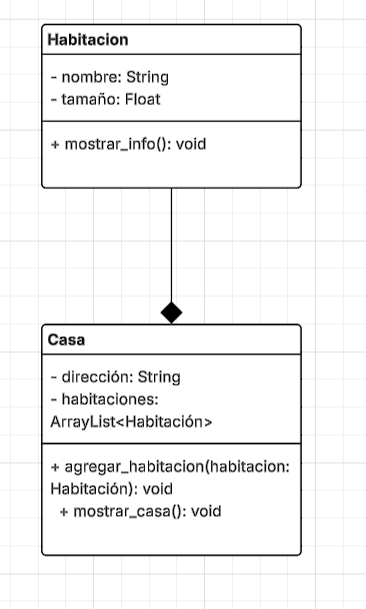 Habitacion
- nombre: String
- tamaño: Float
+ mostrar_info(): void
Casa
- dirección: String
- habitaciones:
ArrayList<Habitación>
+ agregar_habitacion(habitacion:
Habitación): void
+ mostrar_casa(): void